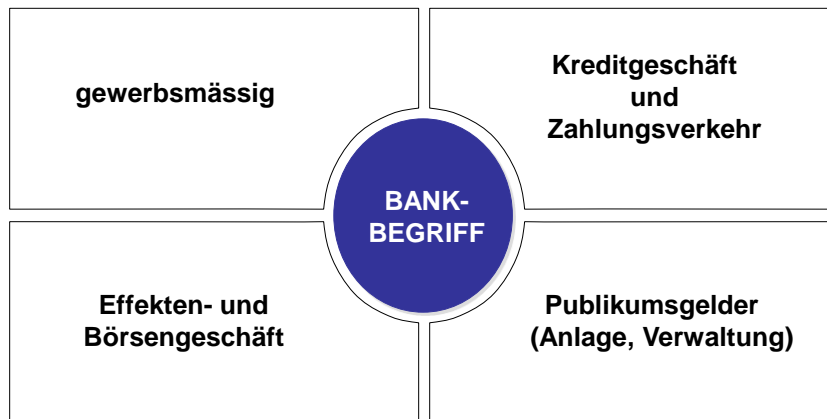 gewerbsmässig
Kreditgeschäft
und
Zahlungsverkehr
BANK-
BEGRIFF
Effekten- und
Börsengeschäft
Publikumsgelder
(Anlage, Verwaltung)